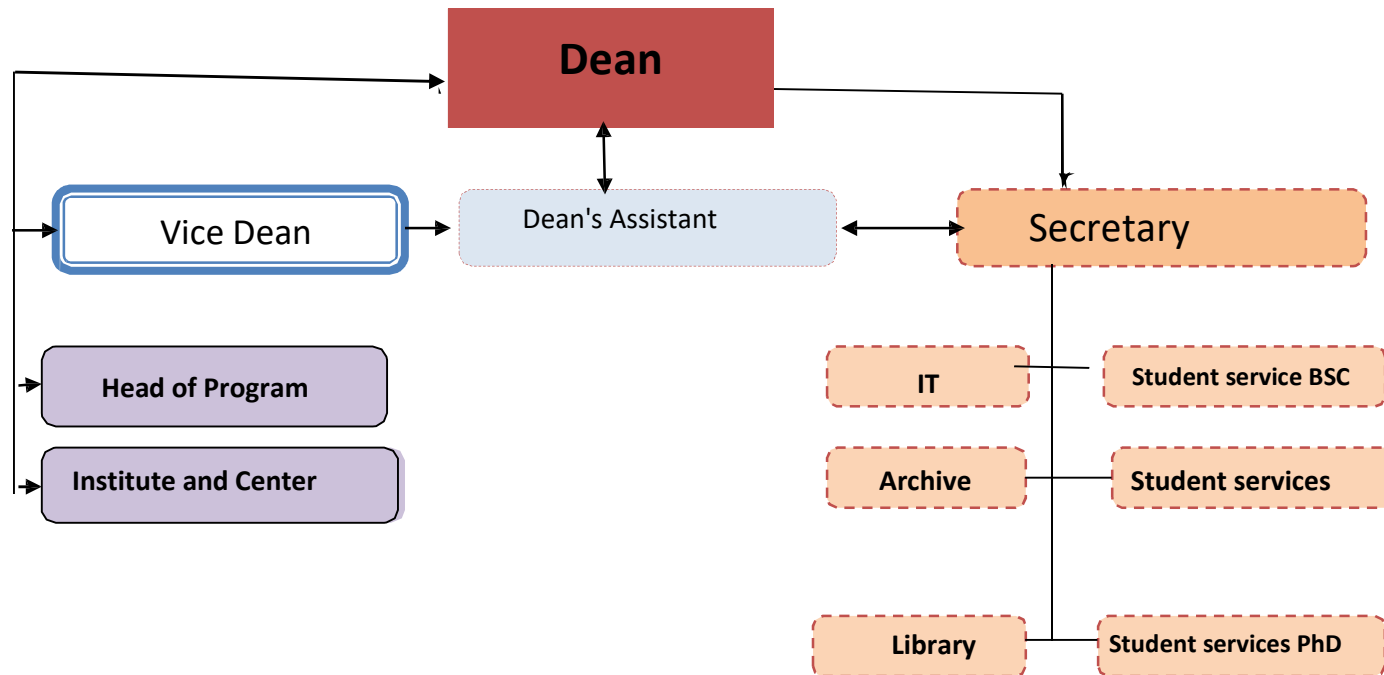 Dean
Vice Dean
Dean's Assistant
Secretary
Head of Program
IT
Student service BSC
Institute and Center
Archive
Student services
Library
Student services PhD